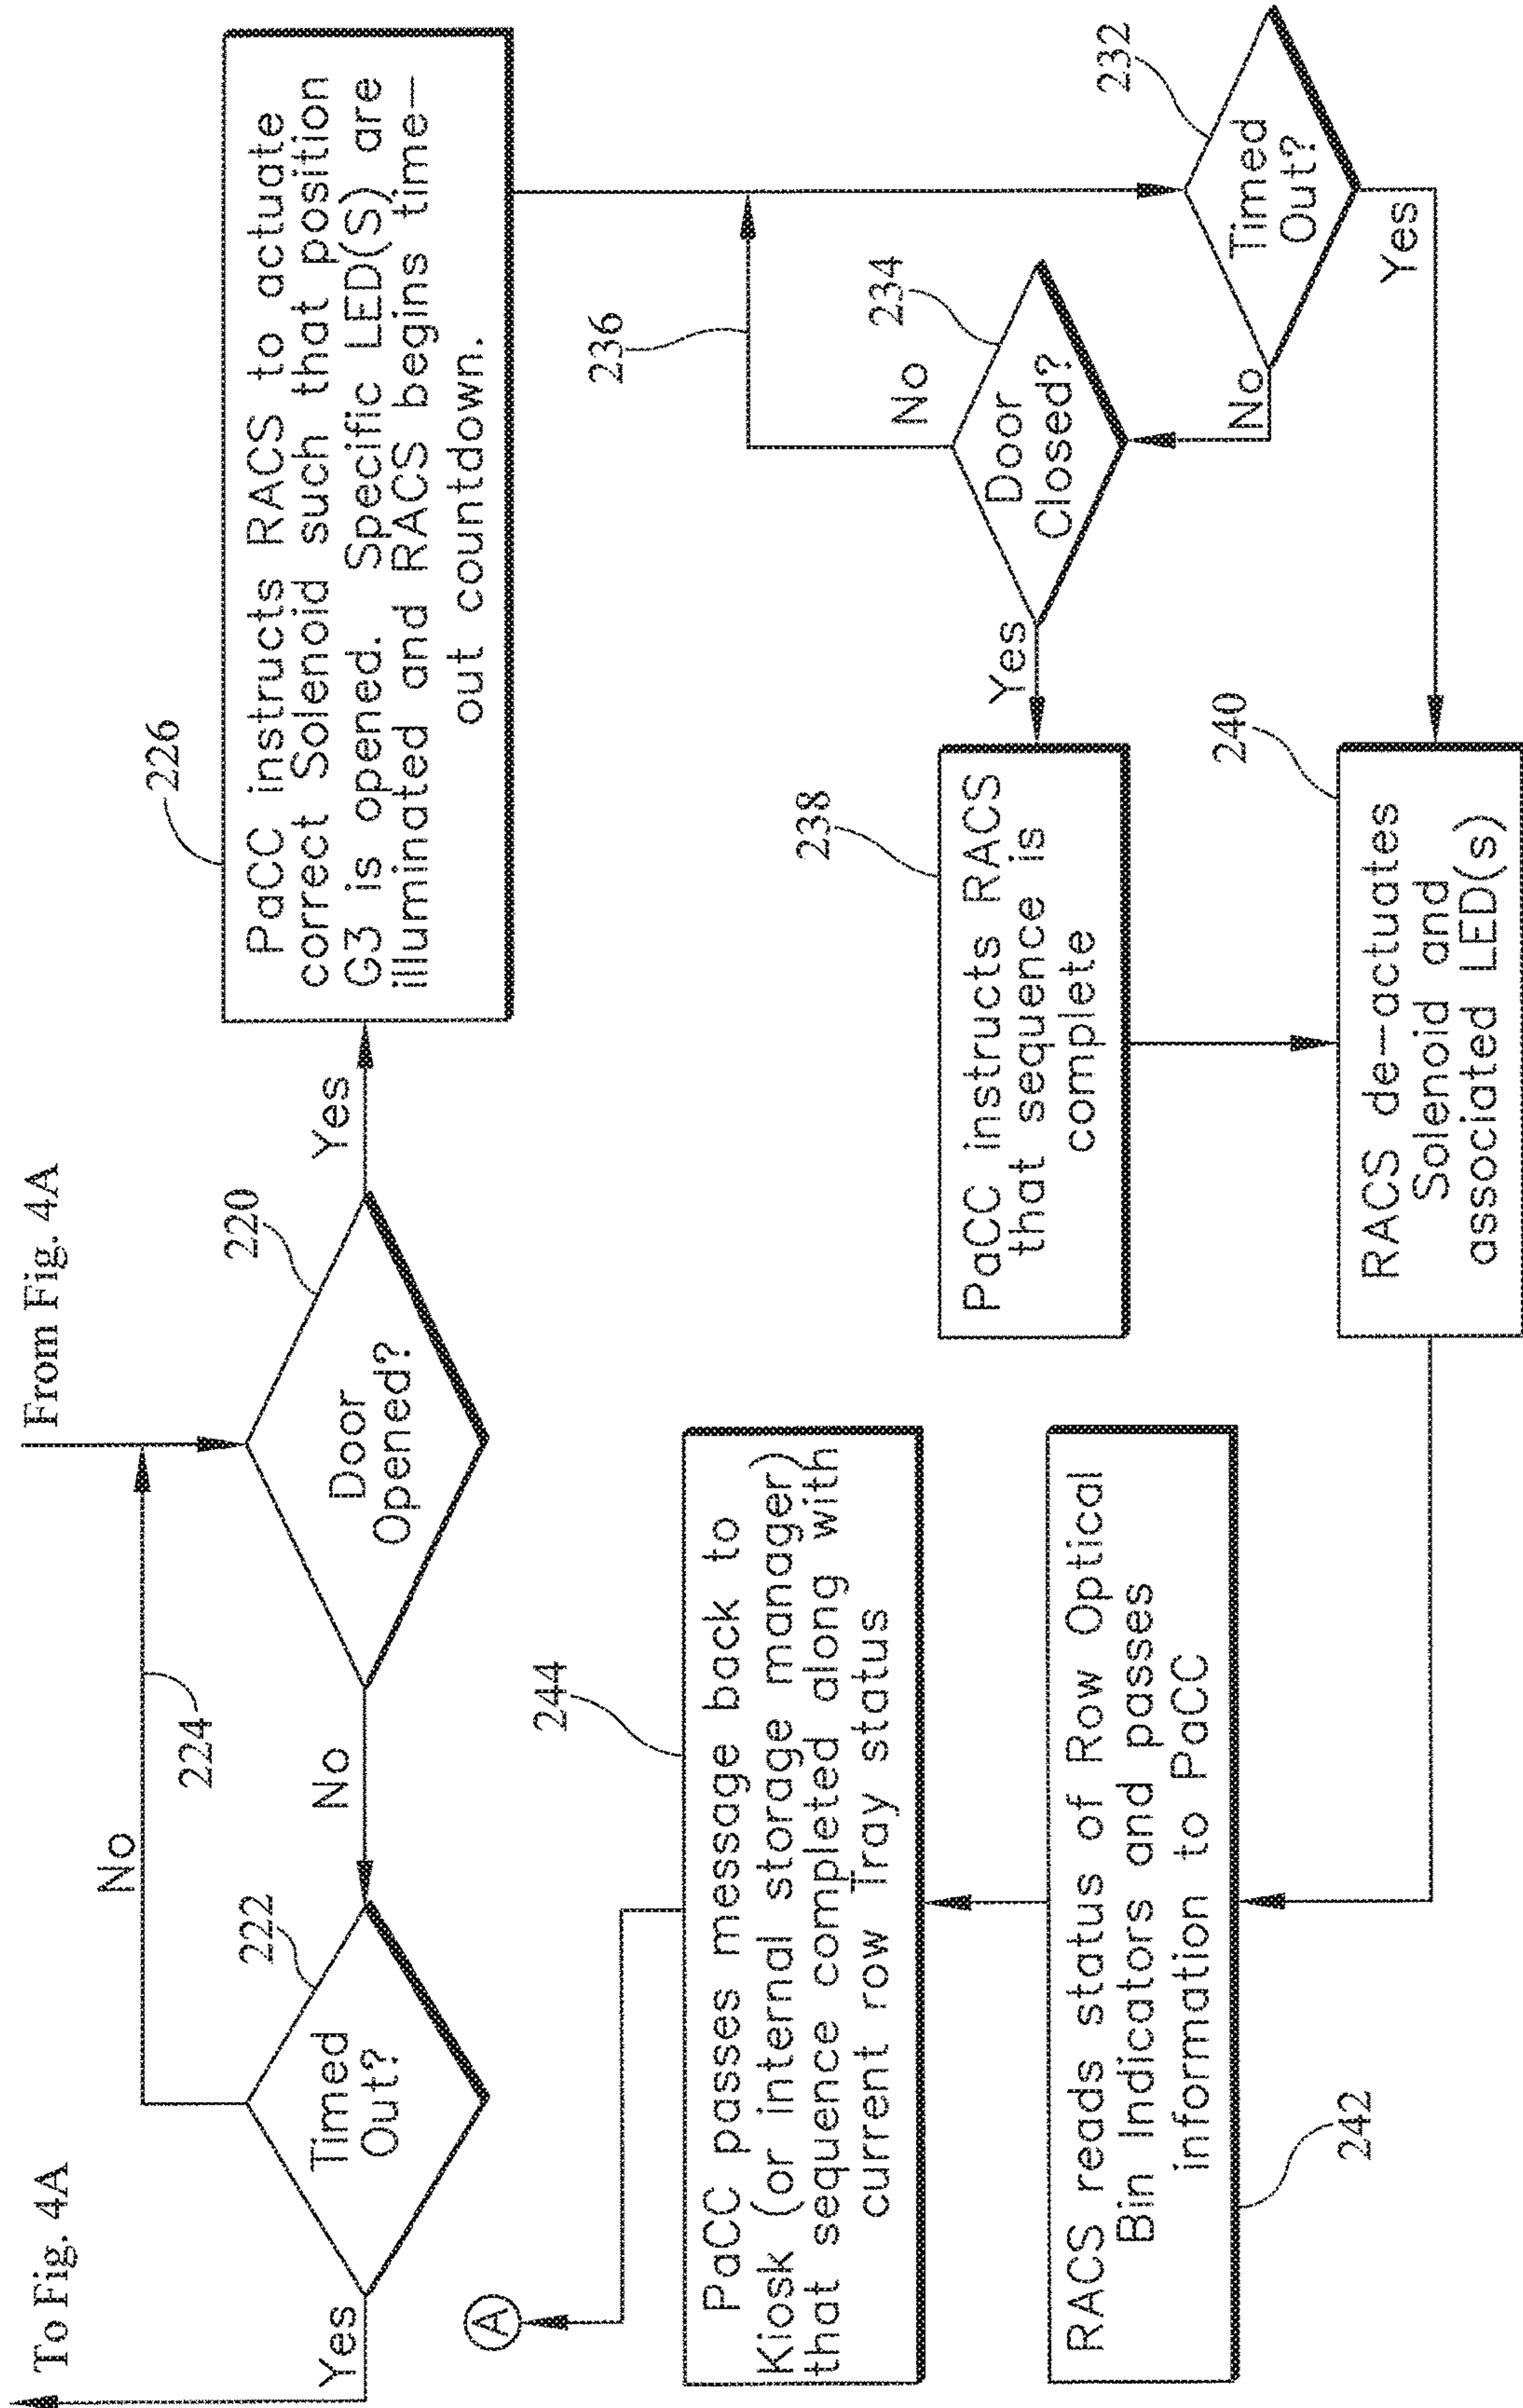 To Fig. 4A
From Fig. 4A
No
224
222
Timed
Out?
Yes
No
220
Door
Opened?
Yes
226
PaCC instructs RACS to actuate
correct Solenoid such that position
G3 is opened. Specific LED(S) are
illuminated and RACS begins time-
out countdown.
A
244
PaCC passes message back to
Kiosk (or internal storage manager)
that sequence completed along with
current row Tray status
236
No
234
Door
Closed?
Yes
238
PaCC instructs RACS
that sequence is
complete
232
Timed
Out?
No
Yes
RACS reads status of Row Optical
Bin Indicators and passes
information to PaCC
242
240
RACS de-actuates
Solenoid and
associated LED(s)